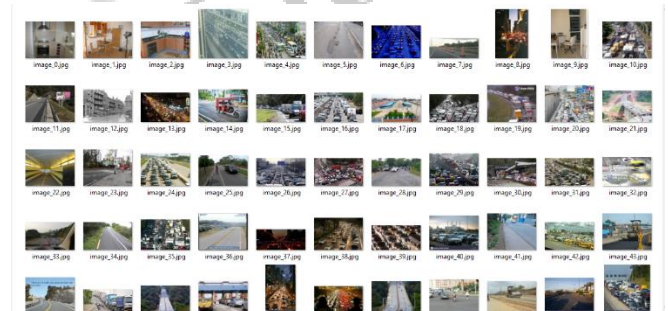 image_0.jpg image_1.jpg image_2.jpg image_3.jpg image_4.jpg image_5.jpg image_6.jpg image_7.jpg image_8.jpg image_9.jpg image_10.jpg
image_11.jpg image_12.jpg image_13.jpg image_14.jpg image_15.jpg image_16.jpg image_17.jpg image_18.jpg image_19.jpg image_20.jpg image_21.jpg
image_22.jpg image_23.jpg image_24.jpg image_25.jpg image_26.jpg image_27.jpg image_28.jpg image_29.jpg image_30.jpg image_31.jpg image_32.jpg
image_33.jpg image_34.jpg image_35.jpg image_36.jpg image_37.jpg image_38.jpg image_39.jpg image_40.jpg image_41.jpg image_42.jpg image_43.jpg